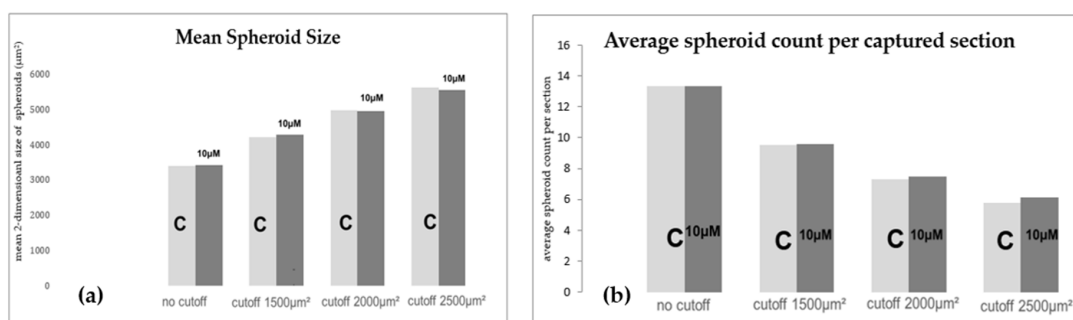 Mean Spheroid Size
mean 2-dimensioanl size of spheroids (µm²)
6000
5000
4000
3000
2000
1000
0
10µM
10µM
10µM
10µM
C
C
C
C
(a)
no cutoff
cutoff 1500µm²
cutoff 2000µm²
cutoff 2500µm²
Average spheroid count per captured section
average spheroid count per section
16
14
12
10
8
6
4
2
0
C 10µM
C 10µM
C 10µM
C 10µM
(b)
no cutoff
cutoff 1500µm²
cutoff 2000µm²
cutoff 2500µm²